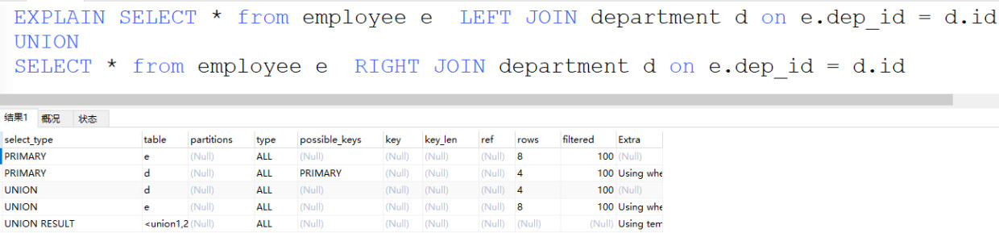 EXPLAIN SELECT * from employee e  LEFT JOIN department d on e.dep_id = d.id
UNION
SELECT * from employee e  RIGHT JOIN department d on e.dep_id = d.id
结果1 概况 状态
select_type table partitions type possible_keys key key_len ref rows filtered Extra
PRIMARY e (Null) ALL (Null) (Null) (Null) (Null) 8 100 (Null)
PRIMARY d (Null) ALL PRIMARY (Null) (Null) (Null) 4 100 Using whe
UNION d (Null) ALL (Null) (Null) (Null) (Null) 4 100 (Null)
UNION e (Null) ALL (Null) (Null) (Null) (Null) 8 100 Using whe
UNION RESULT <union1,2 (Null) ALL (Null) (Null) (Null) (Null) (Null) (Null) Using tem